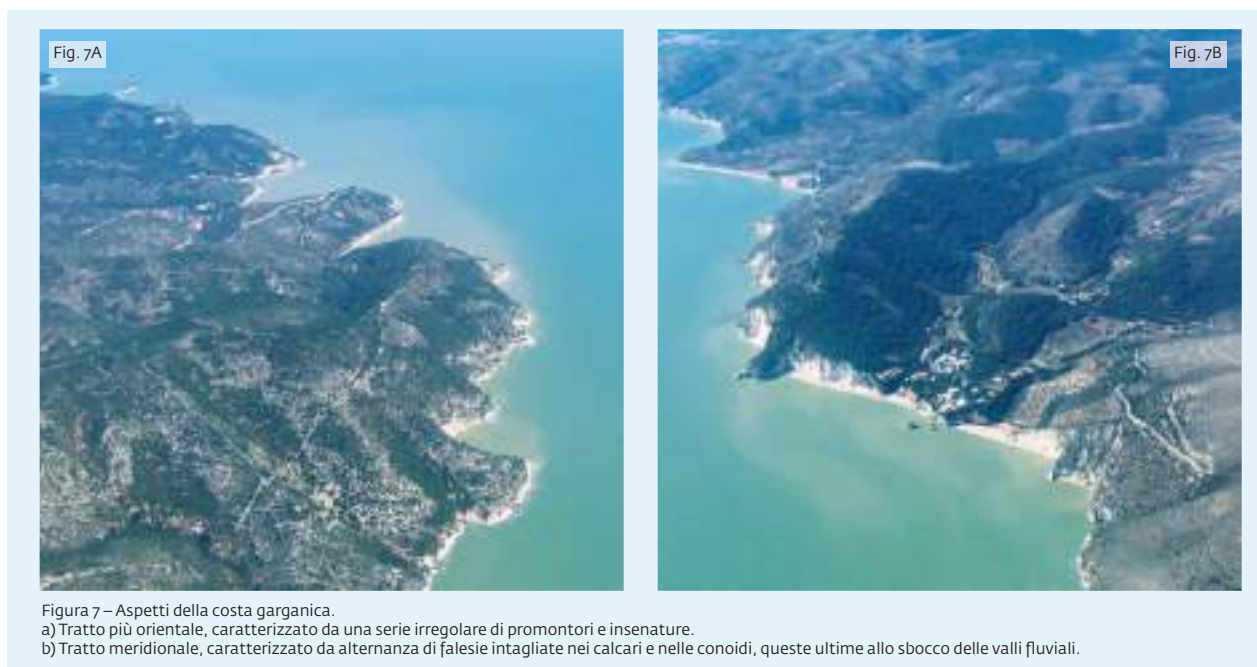 Fig. 7A
Fig. 7B
Figura 7 – Aspetti della costa garganica.
a) Tratto più orientale, caratterizzato da una serie irregolare di promontori e insenature.
b) Tratto meridionale, caratterizzato da alternanza di falesie intagliate nei calcari e nelle conoidi, queste ultime allo sbocco delle valli fluviali.